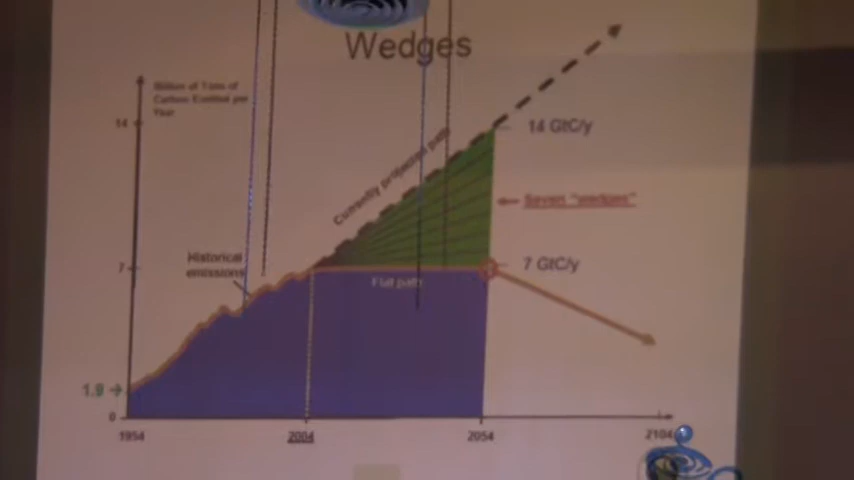 Wedges
Billion of Tons of
Carbon Emitted per
Year
14
14 GtC/y
Currently projected path
Seven "wedges"
Historical
emissions
7
7 GtC/y
Flat path
1.9
0
1954
2004
2054
2104